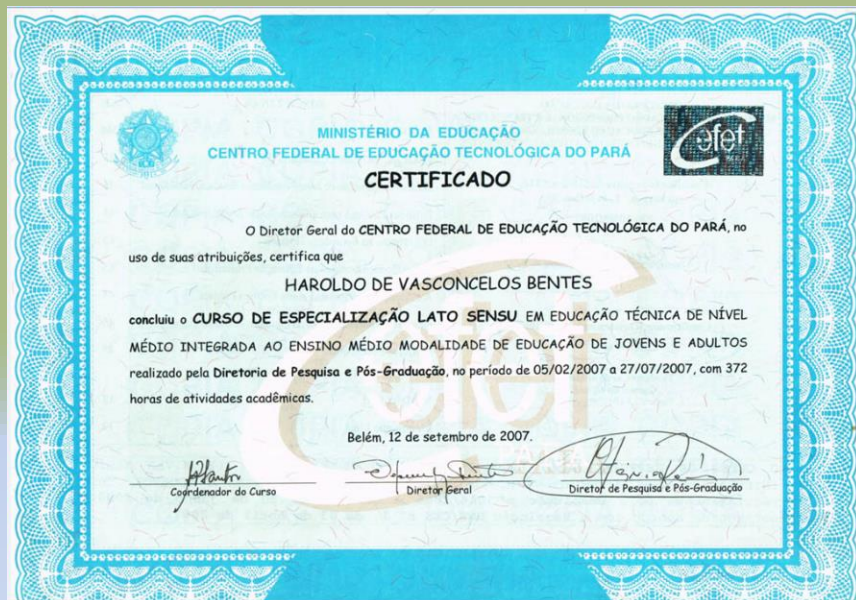 MINISTÉRIO DA EDUCAÇÃO
CENTRO FEDERAL DE EDUCAÇÃO TECNOLÓGICA DO PARÁ
Cefet
CERTIFICADO
O Diretor Geral do CENTRO FEDERAL DE EDUCAÇÃO TECNOLÓGICA DO PARÁ, no
uso de suas atribuições, certifica que
HAROLDO DE VASCONCELOS BENTES
concluiu o CURSO DE ESPECIALIZAÇÃO LATO SENSU EM EDUCAÇÃO TÉCNICA DE NÍVEL
MÉDIO INTEGRADA AO ENSINO MÉDIO MODALIDADE DE EDUCAÇÃO DE JOVENS E ADULTOS
realizado pela Diretoria de Pesquisa e Pós-Graduação, no período de 05/02/2007 a 27/07/2007, com 372
horas de atividades acadêmicas.
Cefet
Belém, 12 de setembro de 2007.
Coordenador do Curso
Diretor Geral
Diretor de Pesquisa e Pós-Graduação